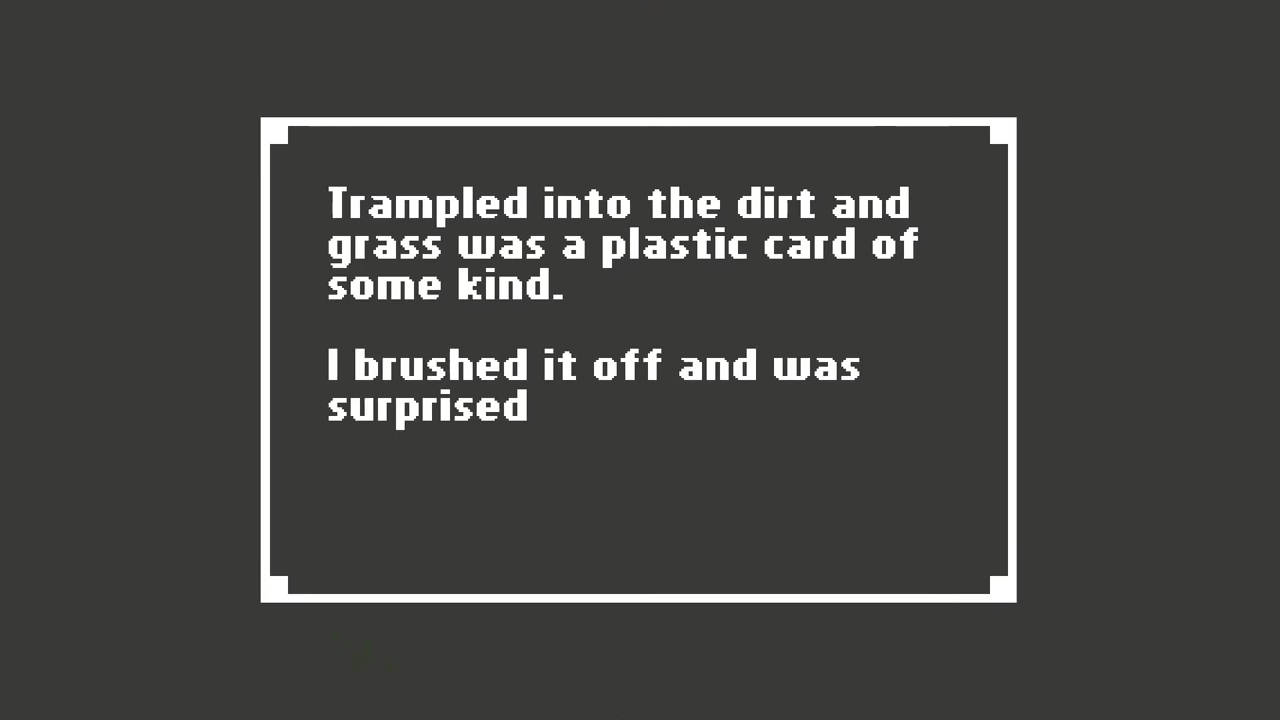 Trampled into the dirt and
grass was a plastic card of
some kind.
I brushed it off and was
surprised